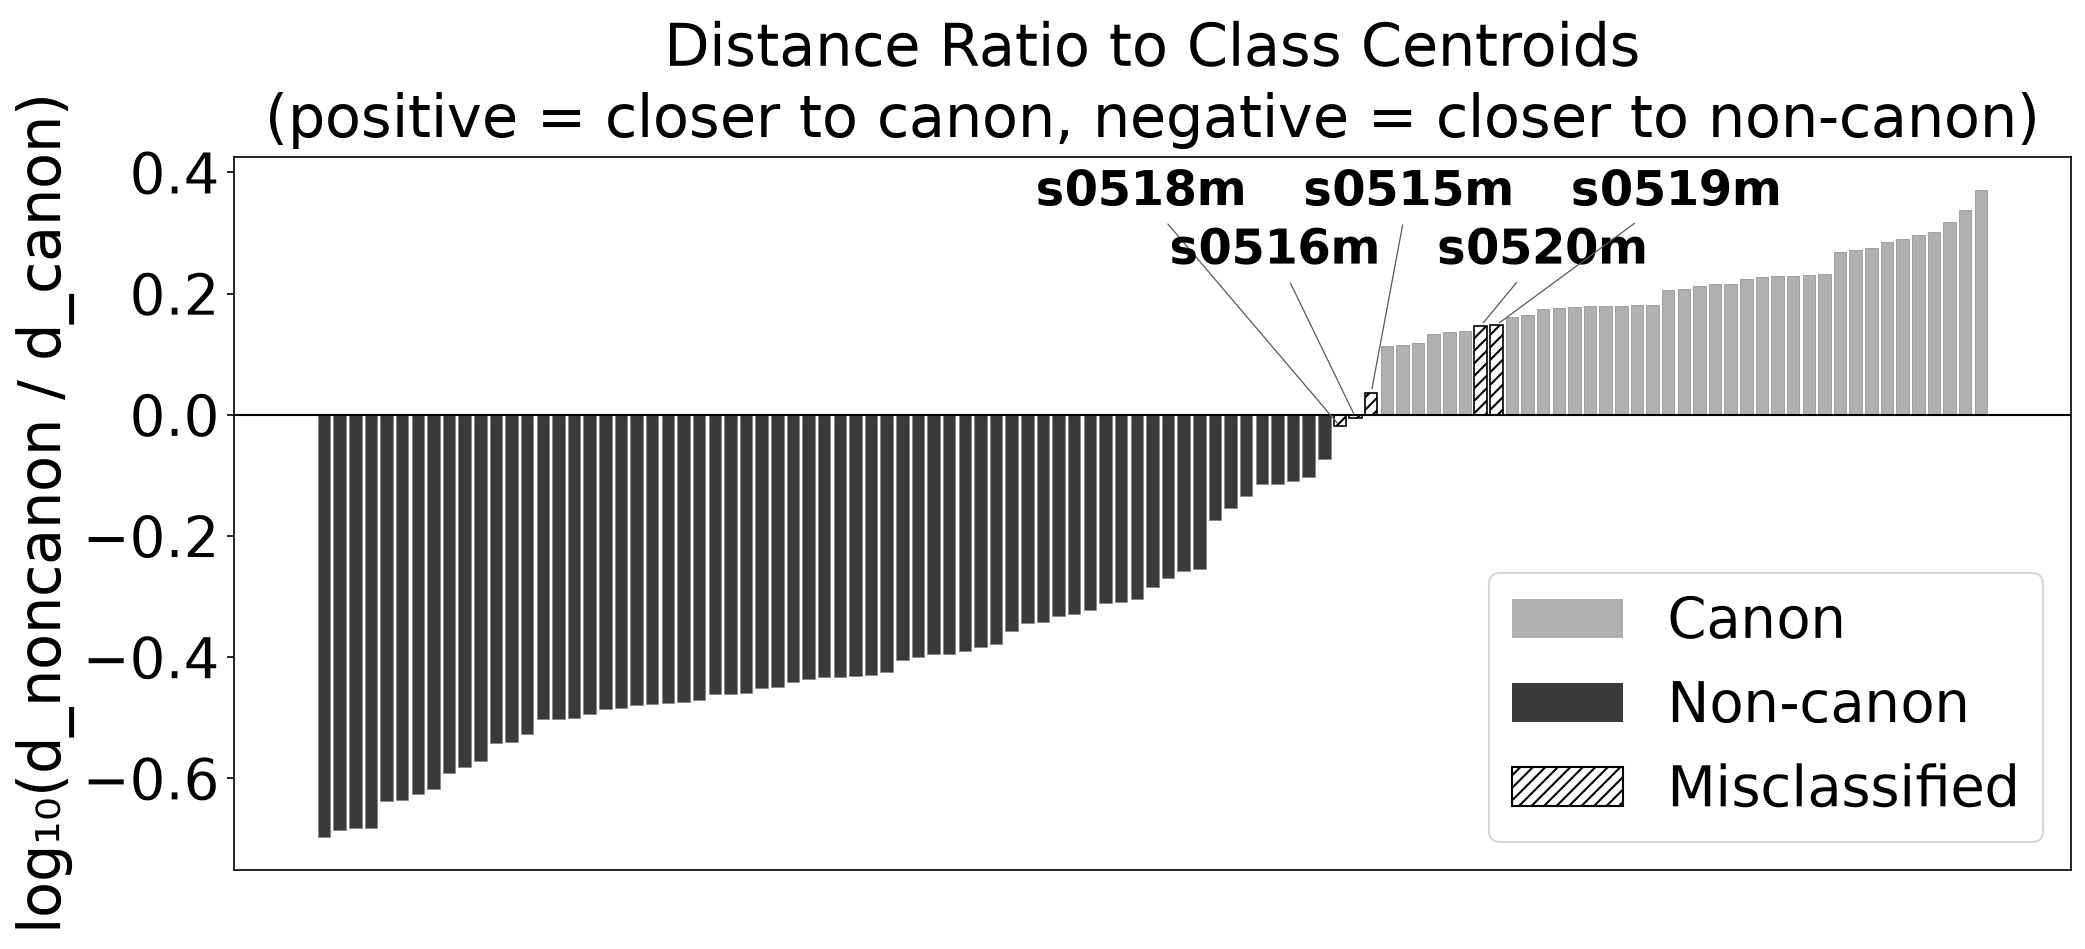 Distance Ratio to Class Centroids
(positive = closer to canon, negative = closer to non-canon)
log₁₀(d_noncanon / d_canon)
0.4
0.2
0.0
−0.2
−0.4
−0.6
s0518m s0515m s0519m
s0516m s0520m
Canon
Non-canon
Misclassified